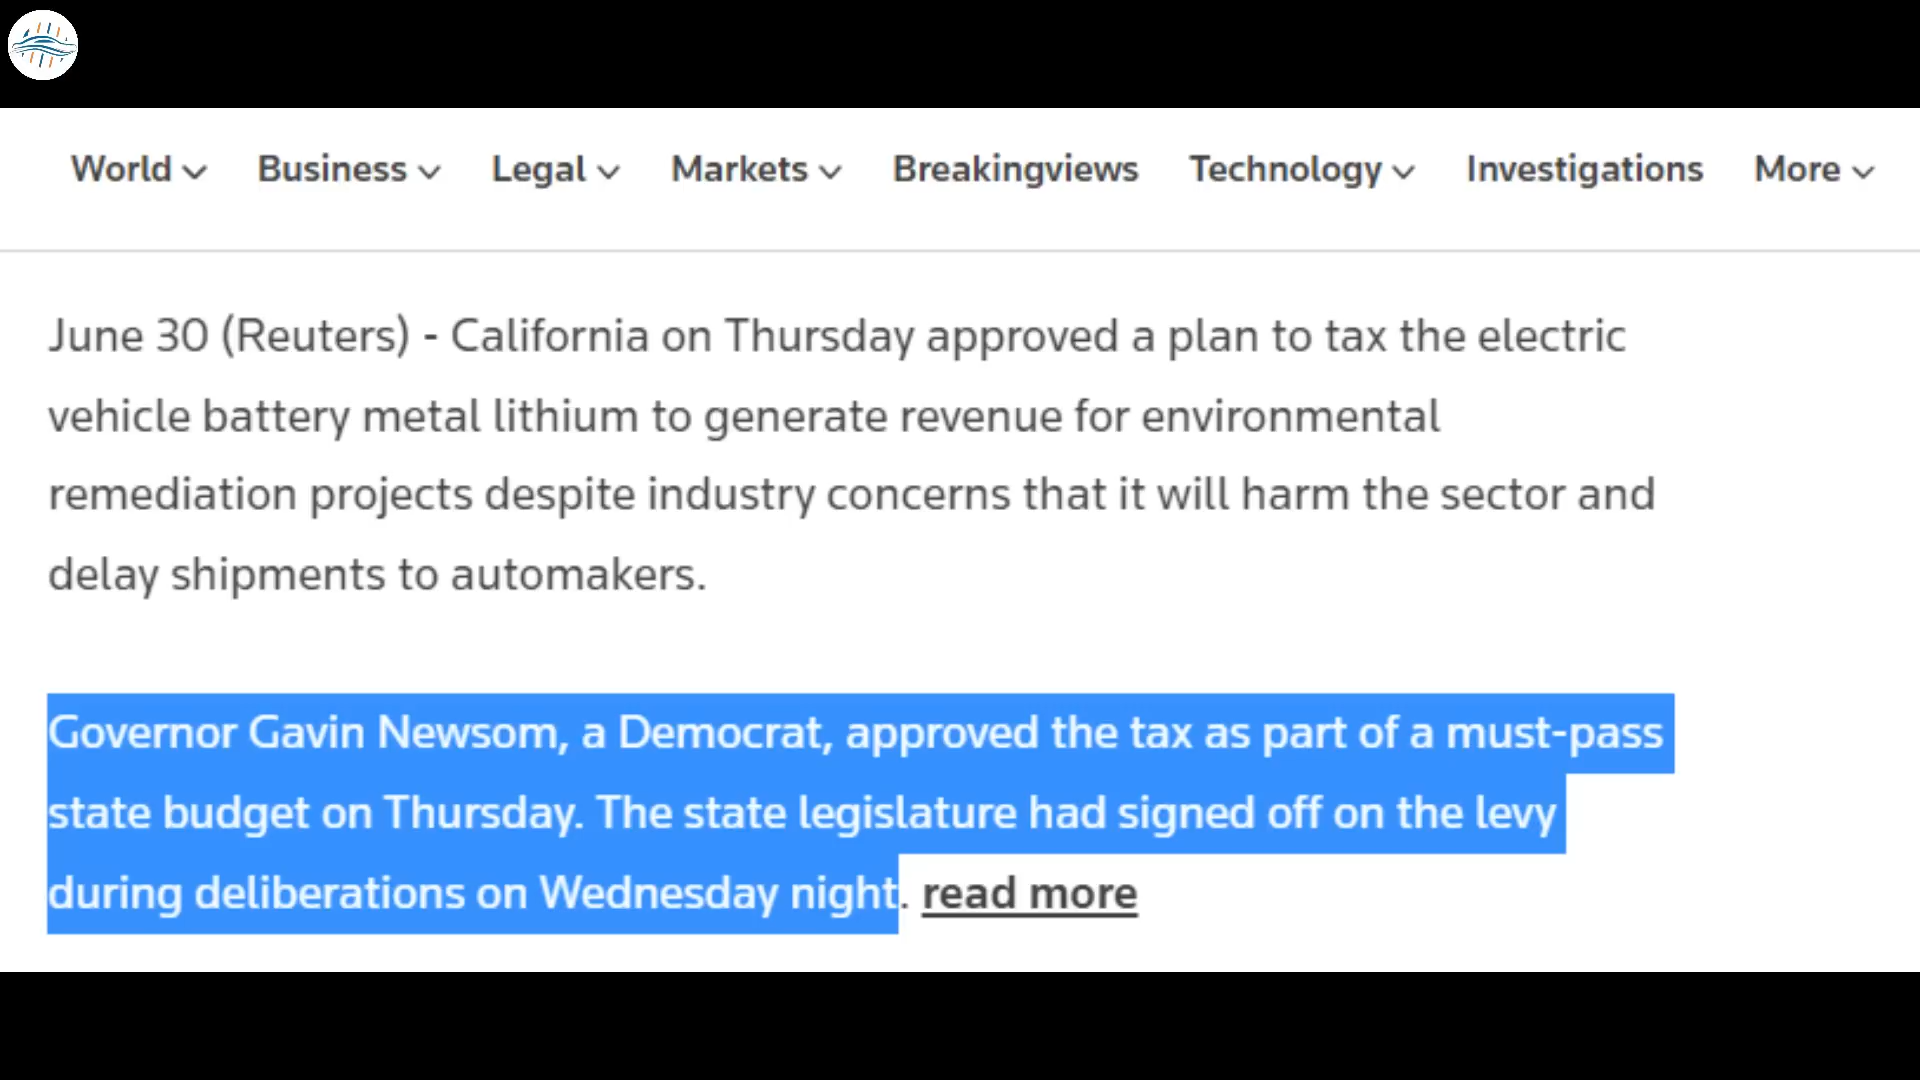 World Business Legal Markets Breakingviews Technology Investigations More
June 30 (Reuters) - California on Thursday approved a plan to tax the electric
vehicle battery metal lithium to generate revenue for environmental
remediation projects despite industry concerns that it will harm the sector and
delay shipments to automakers.
Governor Gavin Newsom, a Democrat, approved the tax as part of a must-pass
state budget on Thursday. The state legislature had signed off on the levy
during deliberations on Wednesday night. read more